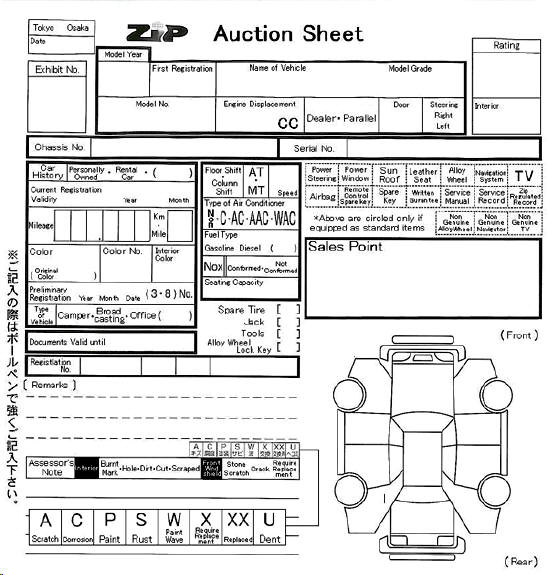 ZIP Auction Sheet
Tokyo Osaka
Date
Exhibit No.
Model Year
First Registration
Name of Vehicle
Model Grade
Model No.
Engine Displacement
CC
Dealer・Parallel
Door
Steering
Right
Left
Rating
Interior
Chassis No.
Serial No.
Car History
Personally Owned ・ Rental Car ・ ( )
Current Registration
Validity Year Month
Mileage
Km
・
Mile
Color
Color No.
Interior Color
( Original Color )
Preliminary
Registration Year Month Date (3・8) No.
Type of Vehicle
Camper・Broad casting・Office ( )
Documents Valid until
Registlation No.
Floor Shift
Column Shift
AT
・
MT
Speed
Type of Air Conditioner
C・AC・AAC・WAC
Fuel Type
Gasoline Diesel ( )
Nox
Conformed・Not Conformed
Seating Capacity
Spare Tire [ ]
Jack [ ]
Tools [ ]
Alloy Wheel Lock Key [ ]
Power Steering
Power Window
Sun Roof
Leather Seat
Alloy Wheel
Navigation System
TV
Airbag
Remote Control Sparekey
Spare Key
Written
Service Manual
Service Record
Record
*Above are circled only if
equipped as standard items
Non Genuine Alloy Wheel
Non Genuine Navigator
Non Genuine TV
Sales Point
(Front)
(Rear)
( Remarks )
A C P S W X XX U
Assessor's Note
Interior
Burnt Mark・Hole・Dirt・Cut・Scraped
Front Wind shield
Stone Scratch Crack Require Replace ment
A C P S W X XX U
Scratch Corrosion Paint Rust Paint Wave Require Replace ment Replaced Dent
※ご記入の際はボールペンで強くご記入下さい。